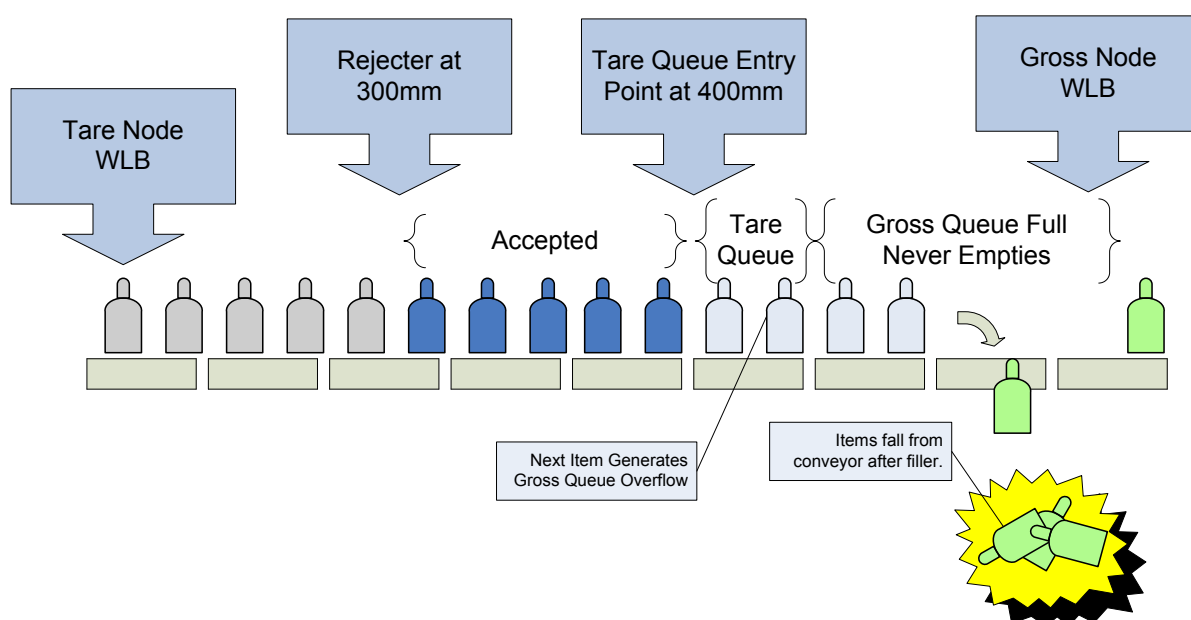 Tare Node
WLB
Rejecter at
300mm
Tare Queue Entry
Point at 400mm
Gross Node
WLB
Accepted
Tare
Queue
Gross Queue Full
Never Empties
Next Item Generates
Gross Queue Overflow
Items fall from
conveyor after filler.